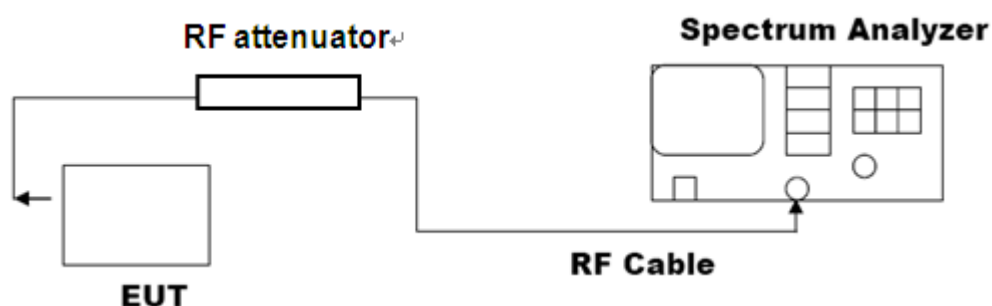 RF attenuator↵
Spectrum Analyzer
RF Cable
EUT